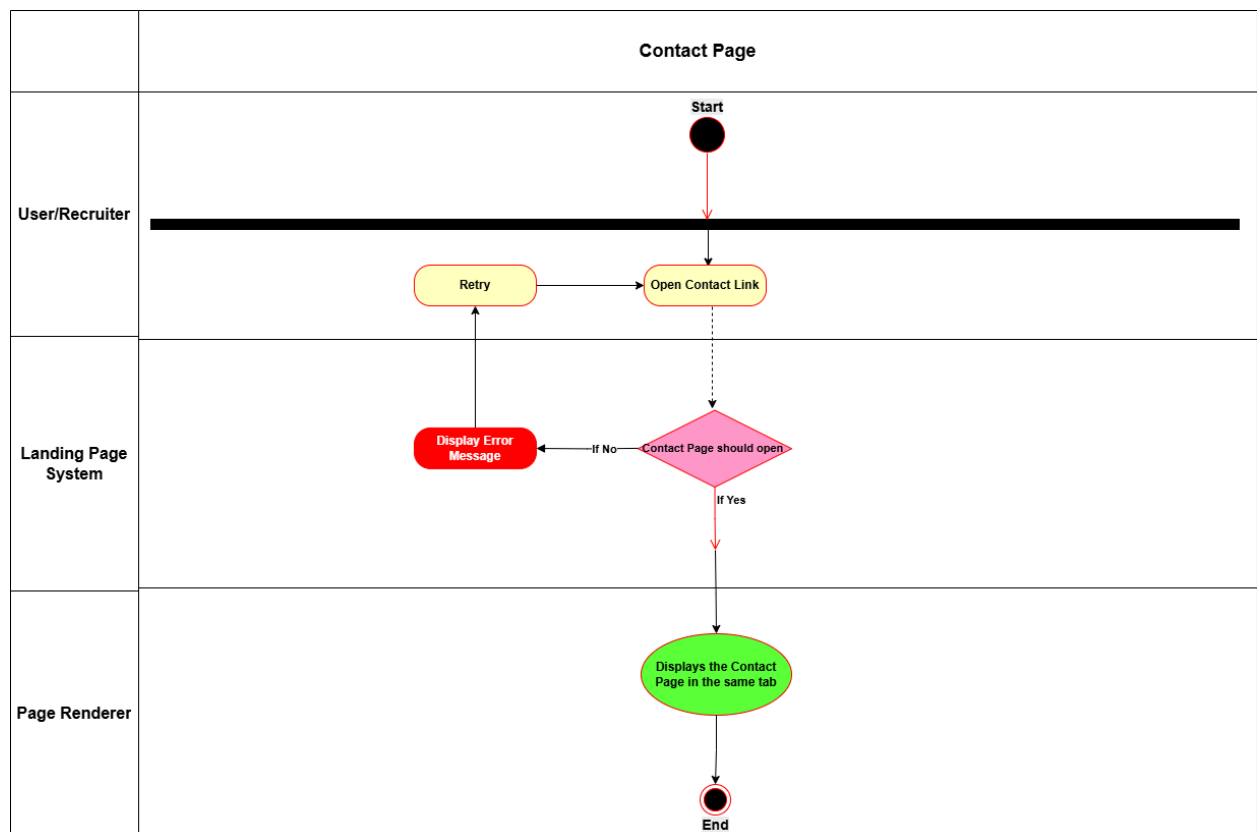 Contact Page
Start
User/Recruiter
Retry
Open Contact Link
Landing Page
System
Display Error
Message
If No
Contact Page should open
If Yes
Page Renderer
Displays the Contact
Page in the same tab
End